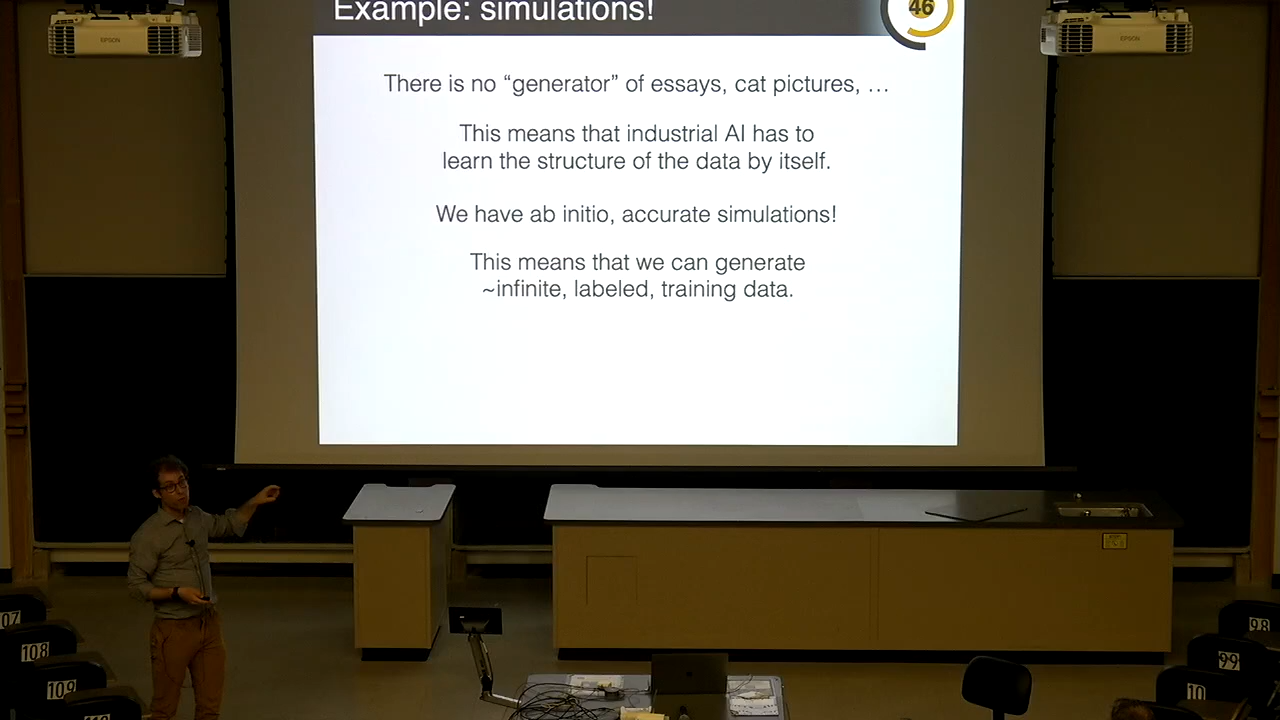 EPSON
Example: simulations!
46
EPSON
There is no “generator” of essays, cat pictures, …
This means that industrial AI has to
learn the structure of the data by itself.
We have ab initio, accurate simulations!
This means that we can generate
~infinite, labeled, training data.
07
108
109
98
99
10